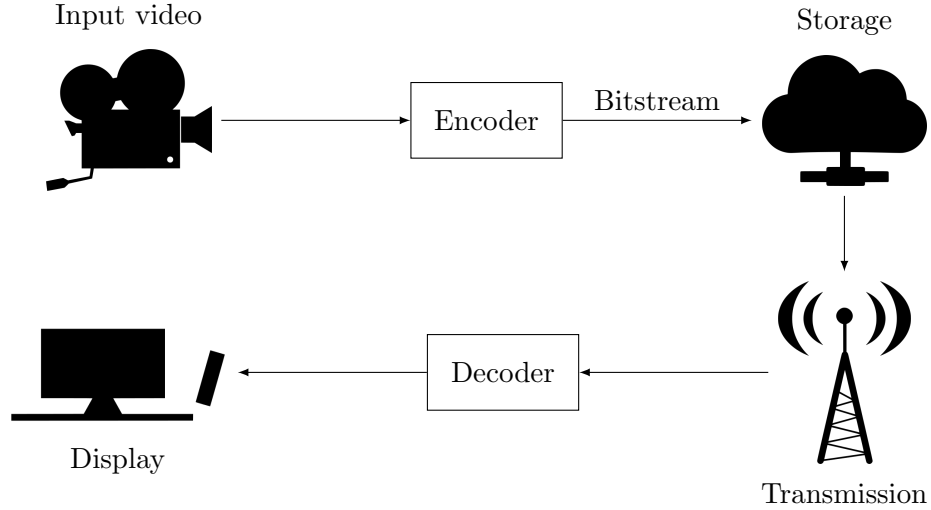 Input video
Storage
Encoder
Bitstream
Decoder
Display
Transmission